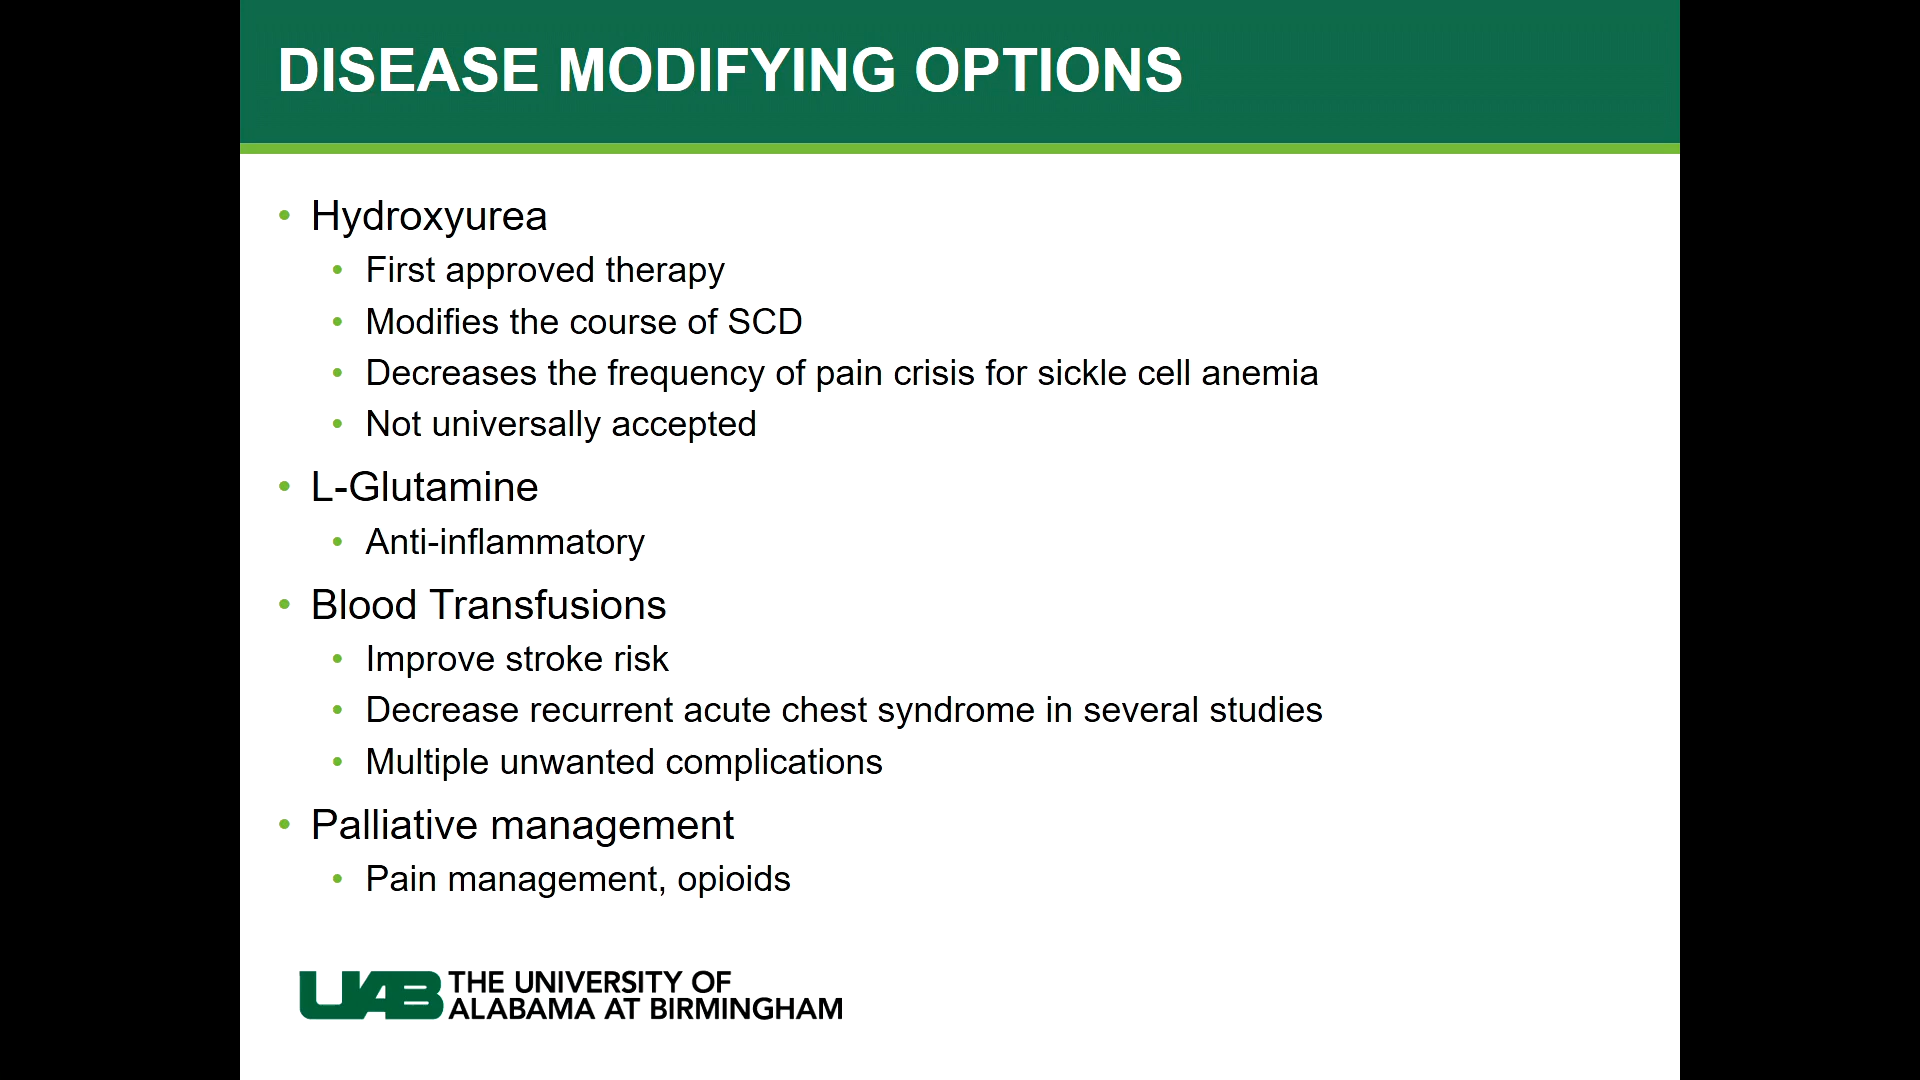 DISEASE MODIFYING OPTIONS
• Hydroxyurea
• First approved therapy
• Modifies the course of SCD
• Decreases the frequency of pain crisis for sickle cell anemia
• Not universally accepted
• L-Glutamine
• Anti-inflammatory
• Blood Transfusions
• Improve stroke risk
• Decrease recurrent acute chest syndrome in several studies
• Multiple unwanted complications
• Palliative management
• Pain management, opioids
UAB THE UNIVERSITY OF
ALABAMA AT BIRMINGHAM